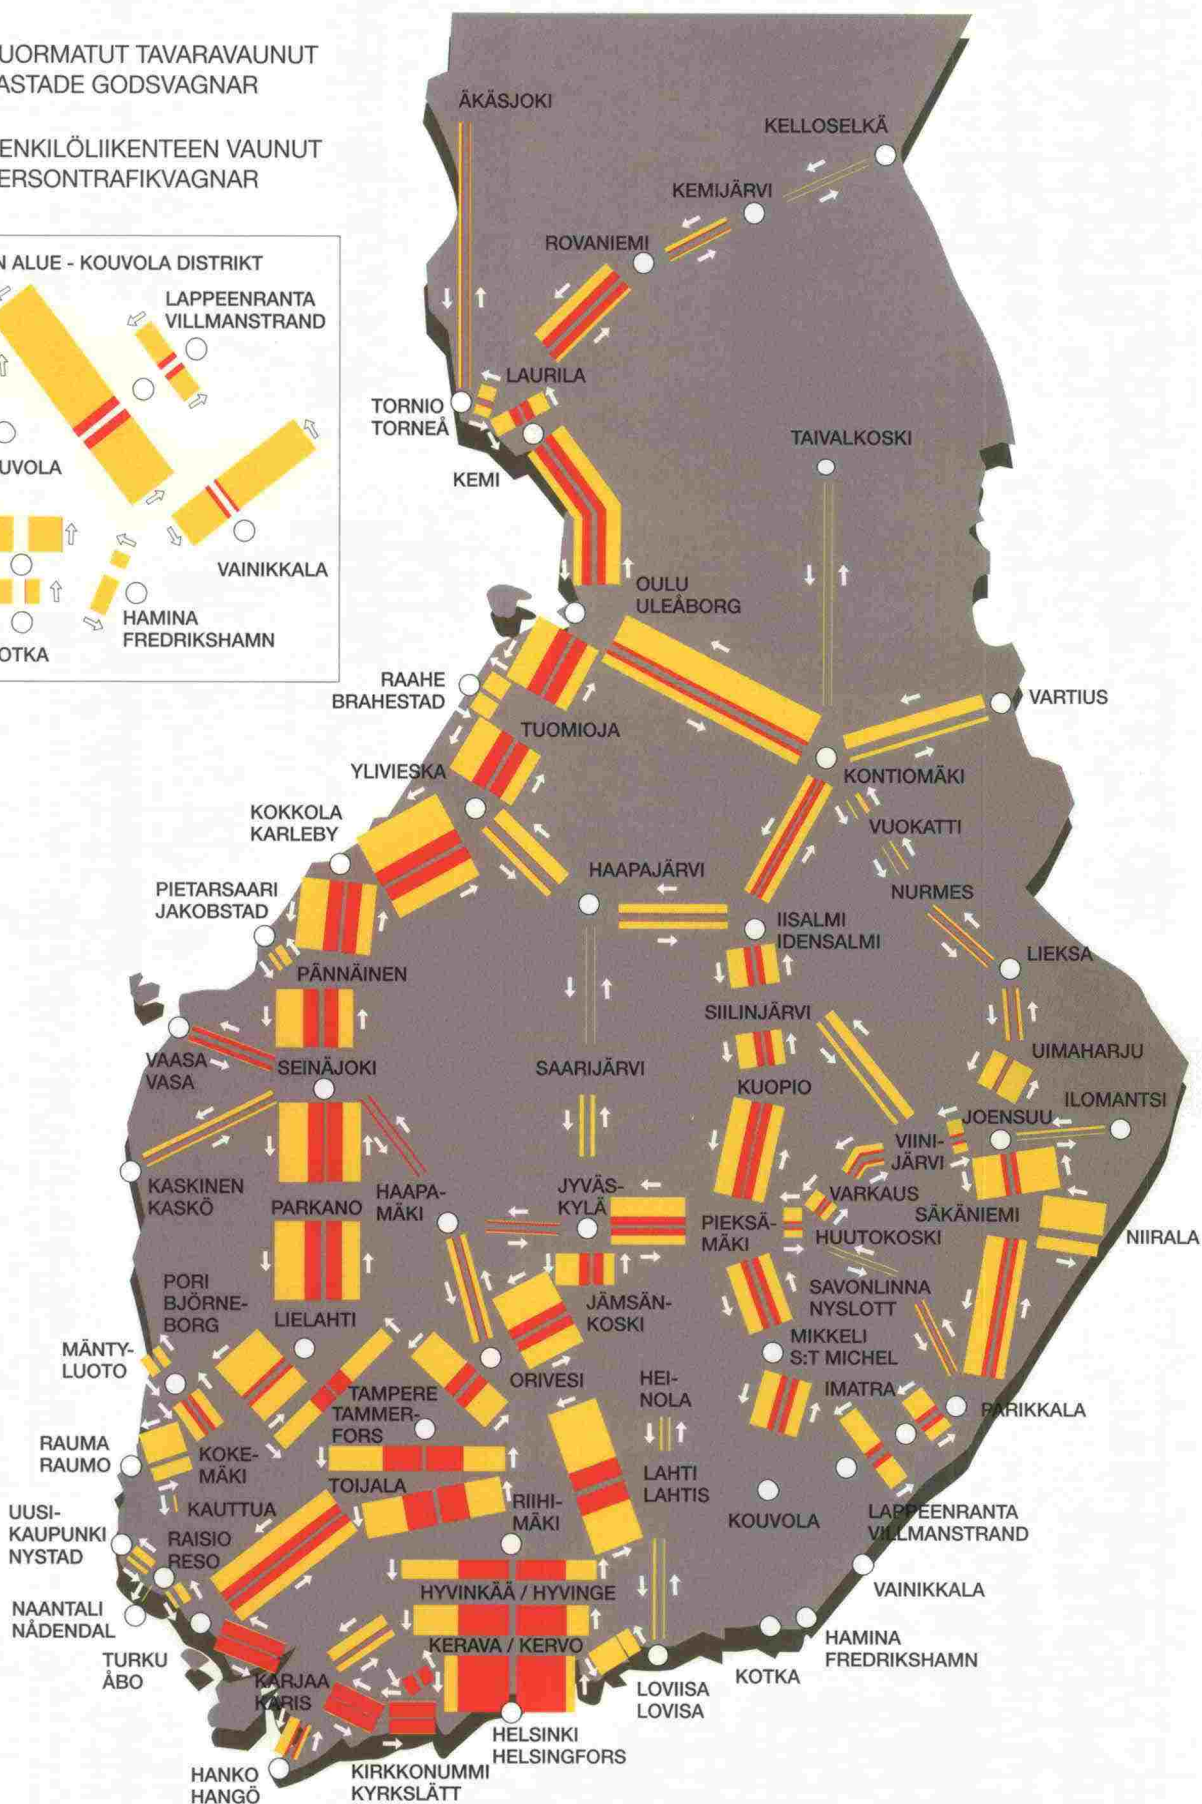 UORMATUT TAVARAVAUNUT
ASTADE GODSVAGNAR
ENKILÖLIIKENTEEN VAUNUT
ERSONTRAFIKVAGNAR
N ALUE - KOUVOLA DISTRIKT
LAPPEENRANTA
VILLMANSTRAND
UVOLA
VAINIKKALA
HAMINA
FREDRIKSHAMN
OTKA
ÄKÄSJOKI
KELLOSELKÄ
KEMIJÄRVI
ROVANIEMI
LAURILA
TORNIO
TORNEÅ
KEMI
TAIVALKOSKI
OULU
ULEÅBORG
RAAHE
BRAHESTAD
VARTIUS
TUOMIOJA
YLIVIESKA
KONTIOMÄKI
KOKKOLA
KARLEBY
VUOKATTI
HAAPAJÄRVI
PIETARSAARI
JAKOBSTAD
NURMES
IISALMI
IDENSALMI
LIEKSA
PÄNNÄINEN
SIILINJÄRVI
VAASA
VASA
SEINÄJOKI
SAARIJÄRVI
UIMAHARJU
KUOPIO
ILOMANTSI
JOENSUU
VIINI-
JÄRVI
KASKINEN
KASKÖ
PARKANO
HAAPA-
MÄKI
JYVÄS-
KYLÄ
VARKAUS
SÄKÄNIEMI
PIEKSÄ-
MÄKI
HUUTOKOSKI
NIIRALA
PORI
BJÖRNE-
BORG
SAVONLINNA
NYSLOTT
LIELAHTI
JÄMSÄN-
KOSKI
MÄNTY-
LUOTO
MIKKELI
S:T MICHEL
ORIVESI
HEI-
NOLA
IMATRA
TAMPERE
TAMMER-
FORS
PARIKKALA
RAUMA
RAUMO
KOKE-
MÄKI
LAHTI
LAHTIS
TOIJALA
KAUTTUA
RIIHI-
MÄKI
KOUVOLA
LAPPEENRANTA
VILLMANSTRAND
UUSI-
KAUPUNKI
NYSTAD
RAISIO
RESO
HYVINKÄÄ / HYVINGE
VAINIKKALA
NAANTALI
NÅDENDAL
KERAVA / KERVO
HAMINA
FREDRIKSHAMN
TURKU
ÅBO
KARJAA
KARIS
KOTKA
LOVIISA
LOVISA
HELSINKI
HELSINGFORS
HANKO
HANGÖ
KIRKKONUMMI
KYRKSLÄTT